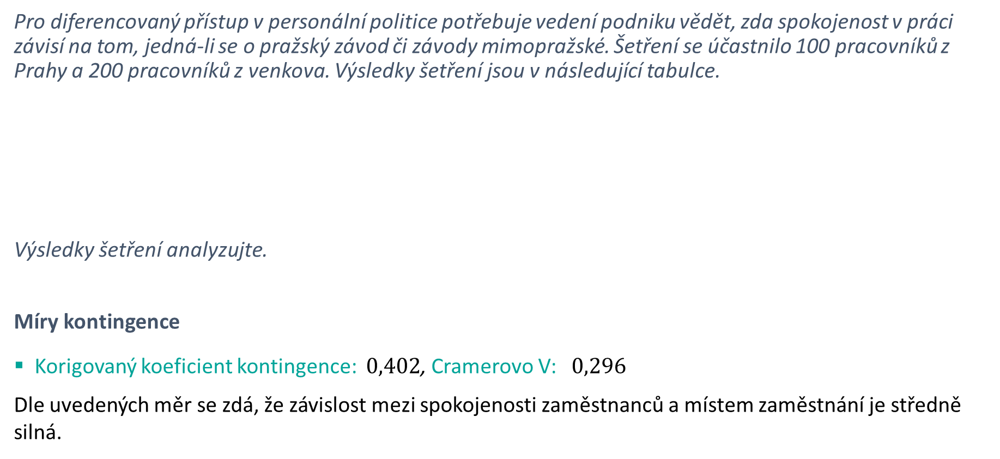 Pro diferencovaný přístup v personální politice potřebuje vedení podniku vědět, zda spokojenost v práci
závisí na tom, jedná-li se o pražský závod či závody mimopražské. Šetření se účastnilo 100 pracovníků z
Prahy a 200 pracovníků z venkova. Výsledky šetření jsou v následující tabulce.
Výsledky šetření analyzujte.
Míry kontingence
▪ Korigovaný koeficient kontingence: 0,402, Cramerovo V: 0,296
Dle uvedených měr se zdá, že závislost mezi spokojenosti zaměstnanců a místem zaměstnání je středně
silná.